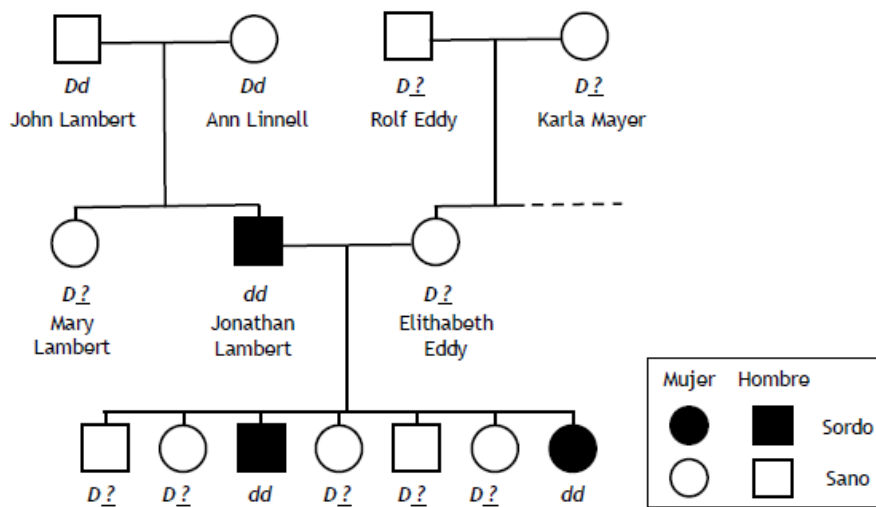 Dd Dd D ? D ?
John Lambert Ann Linnell Rolf Eddy Karla Mayer
D ? dd D ?
Mary Jonathan Elithabeth
Lambert Lambert Eddy
Mujer Hombre
Sordo
Sano
D ? D ? dd D ? D ? D ? dd